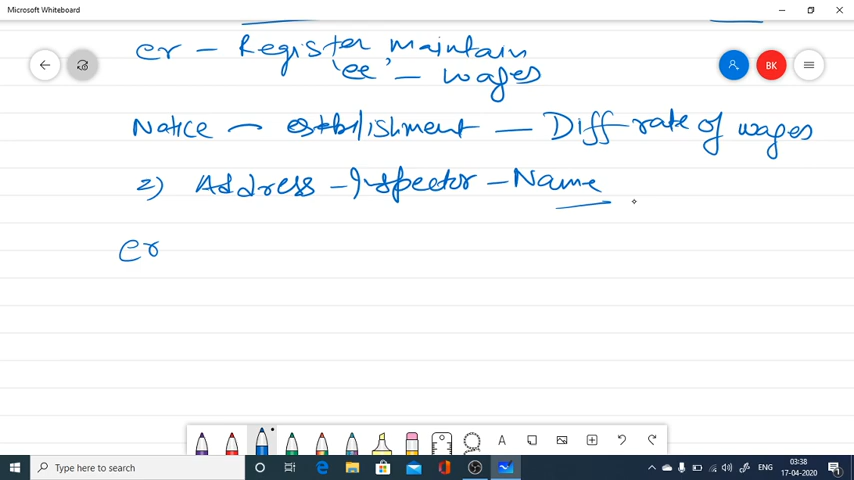 Microsoft Whiteboard
er - Register maintain
'ee' - wages
Notice - establishment - Diff rate of wages
2) Address - Inspector - Name
er
BK
A
Type here to search
ENG
03:38
17-04-2020
1